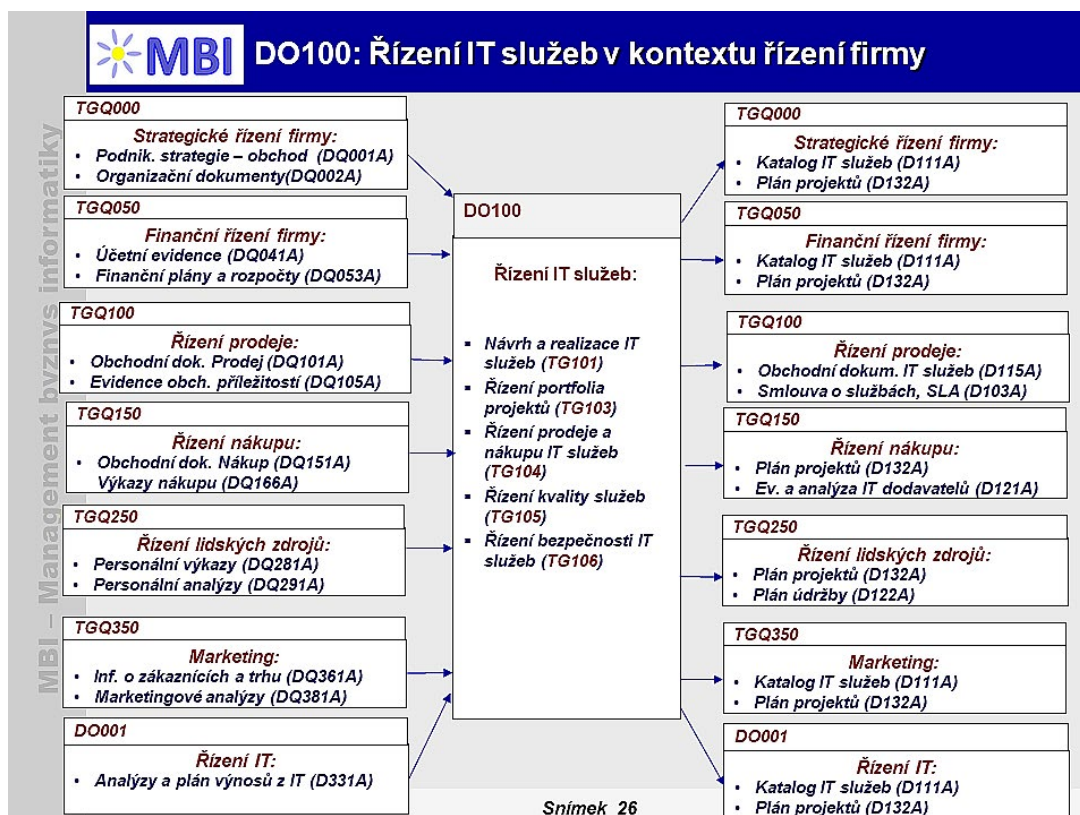 MBI
DO100: Řízení IT služeb v kontextu řízení firmy
MBI – Management byznys informatiky
TGQ000
Strategické řízení firmy:
• Podnik. strategie – obchod (DQ001A)
• Organizační dokumenty(DQ002A)
TGQ050
Finanční řízení firmy:
• Účetní evidence (DQ041A)
• Finanční plány a rozpočty (DQ053A)
TGQ100
Řízení prodeje:
• Obchodní dok. Prodej (DQ101A)
• Evidence obch. příležitostí (DQ105A)
TGQ150
Řízení nákupu:
• Obchodní dok. Nákup (DQ151A)
Výkazy nákupu (DQ166A)
TGQ250
Řízení lidských zdrojů:
• Personální výkazy (DQ281A)
• Personální analýzy (DQ291A)
TGQ350
Marketing:
• Inf. o zákaznících a trhu (DQ361A)
• Marketingové analýzy (DQ381A)
DO001
Řízení IT:
• Analýzy a plán výnosů z IT (D331A)
DO100
Řízení IT služeb:
▪ Návrh a realizace IT
služeb (TG101)
▪ Řízení portfolia
projektů (TG103)
▪ Řízení prodeje a
nákupu IT služeb
(TG104)
▪ Řízení kvality služeb
(TG105)
▪ Řízení bezpečnosti IT
služeb (TG106)
TGQ000
Strategické řízení firmy:
• Katalog IT služeb (D111A)
• Plán projektů (D132A)
TGQ050
Finanční řízení firmy:
• Katalog IT služeb (D111A)
• Plán projektů (D132A)
TGQ100
Řízení prodeje:
• Obchodní dokum. IT služeb (D115A)
• Smlouva o službách, SLA (D103A)
TGQ150
Řízení nákupu:
• Plán projektů (D132A)
• Ev. a analýza IT dodavatelů (D121A)
TGQ250
Řízení lidských zdrojů:
• Plán projektů (D132A)
• Plán údržby (D122A)
TGQ350
Marketing:
• Katalog IT služeb (D111A)
• Plán projektů (D132A)
DO001
Řízení IT:
• Katalog IT služeb (D111A)
• Plán projektů (D132A)
Snímek 26